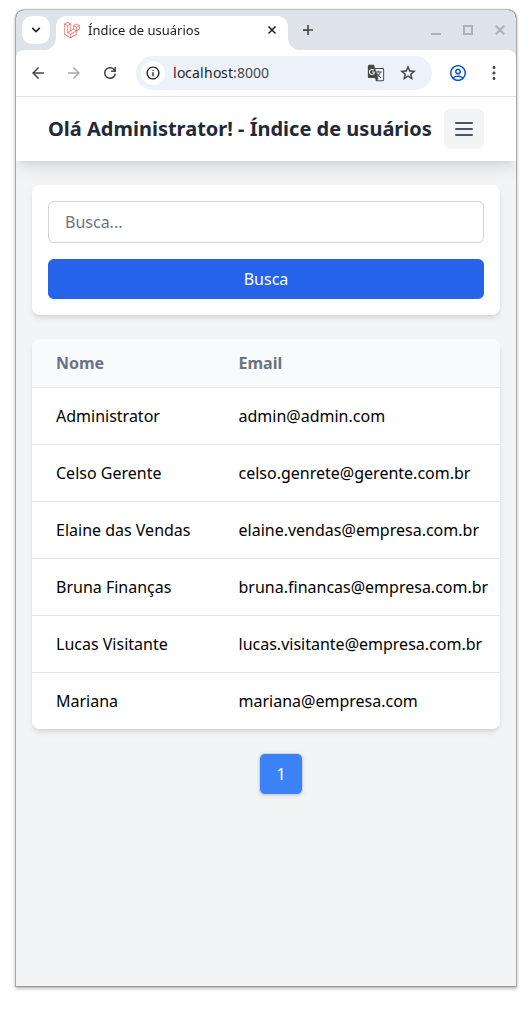 Índice de usuários
localhost:8000
Olá Administrator! - Índice de usuários
Busca...
Busca
Nome Email
Administrator admin@admin.com
Celso Gerente celso.genrete@gerente.com.br
Elaine das Vendas elaine.vendas@empresa.com.br
Bruna Finanças bruna.financas@empresa.com.br
Lucas Visitante lucas.visitante@empresa.com.br
Mariana mariana@empresa.com
1